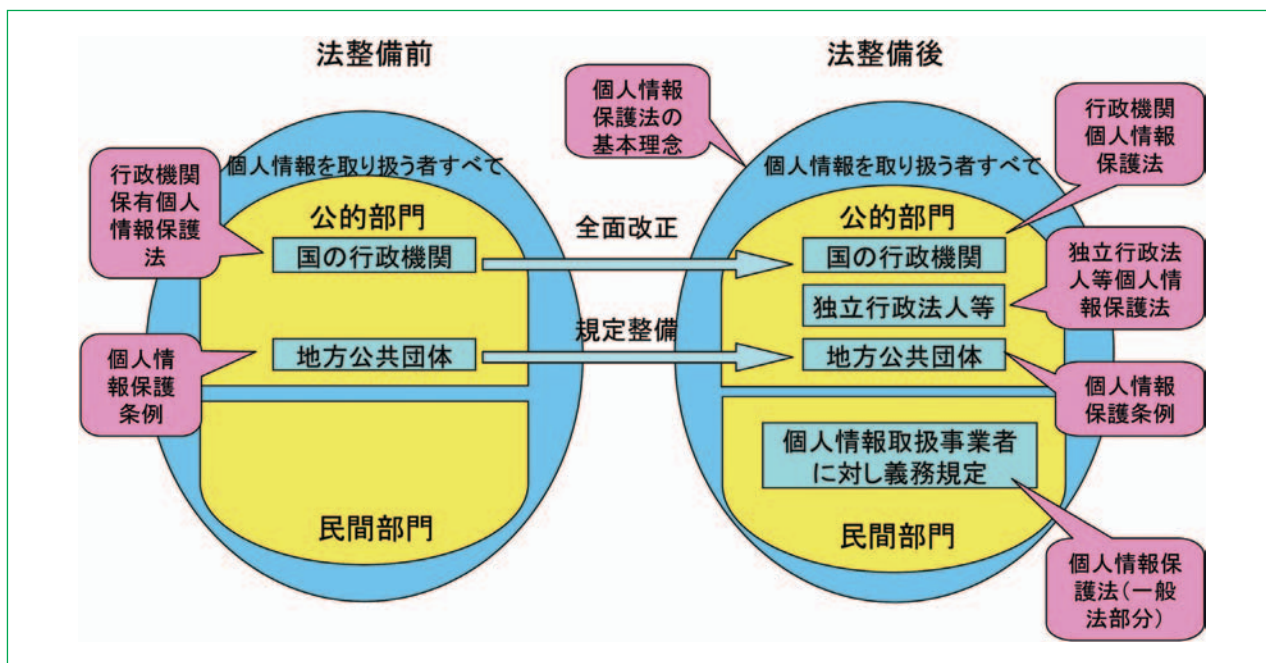 法整備前
行政機関
保有個人
情報保護
法
個人情報を取り扱う者すべて
公的部門
国の行政機関
個人情
報保護
条例
地方公共団体
民間部門
全面改正
規定整備
法整備後
個人情報
保護法の
基本理念
個人情報を取り扱う者すべて
行政機関
個人情報
保護法
公的部門
国の行政機関
独立行政法人等
独立行政法
人等個人情
報保護法
地方公共団体
個人情報
保護条例
個人情報取扱事業者
に対し義務規定
民間部門
個人情報保
護法(一般
法部分)